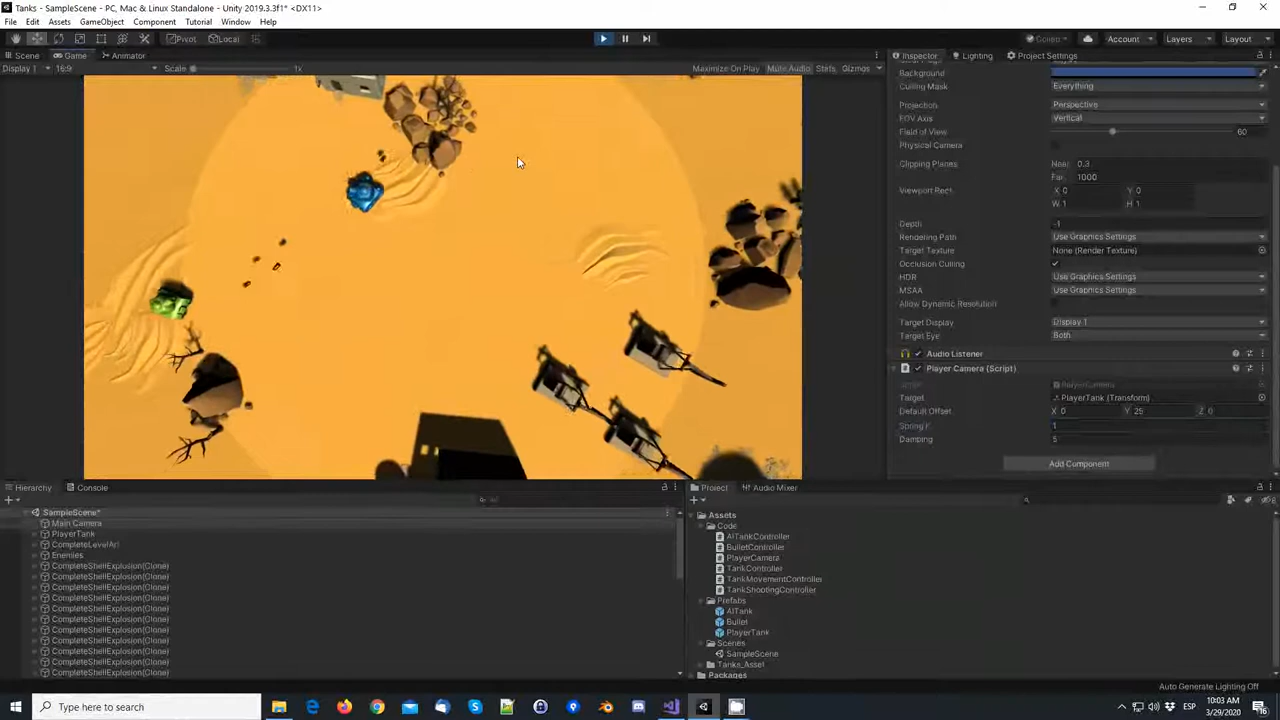 Tanks - SampleScene - PC, Mac & Linux Standalone - Unity 2019.3.3f1* <DX11>
File Edit Assets GameObject Component Tutorial Window Help
Pivot Local
Collab Account Layers Layout
Scene Game Animator
Inspector Lighting Project Settings
Display 1 16:9 Scale 1x Maximize On Play Mute Audio Stats Gizmos
Background
Culling Mask Everything
Projection Perspective
FOV Axis Vertical
Field of View 60
Physical Camera
Clipping Planes Near 0.3
Far 1000
Viewport Rect X 0 Y 0
W 1 H 1
Depth -1
Rendering Path Use Graphics Settings
Target Texture None (Render Texture)
Occlusion Culling
HDR Use Graphics Settings
MSAA Use Graphics Settings
Allow Dynamic Resolution
Target Display Display 1
Target Eye Both
Audio Listener
Player Camera (Script)
Script PlayerCamera
Target PlayerTank (Transform)
Default Offset X 0 Y 25 Z 0
Spring K 1
Damping 5
Add Component
Hierarchy Console
Project Audio Mixer
SampleScene*
Main Camera
PlayerTank
CompleteLevelArt
Enemies
CompleteShellExplosion(Clone)
CompleteShellExplosion(Clone)
CompleteShellExplosion(Clone)
CompleteShellExplosion(Clone)
CompleteShellExplosion(Clone)
CompleteShellExplosion(Clone)
CompleteShellExplosion(Clone)
CompleteShellExplosion(Clone)
CompleteShellExplosion(Clone)
CompleteShellExplosion(Clone)
CompleteShellExplosion(Clone)
Assets
Code
AITankController
BulletController
PlayerCamera
TankController
TankMovementController
TankShootingController
Prefabs
AITank
Bullet
PlayerTank
Scenes
SampleScene
Tanks_Asset
Packages
Auto Generate Lighting Off
Type here to search
ESP
10:03 AM
3/29/2020